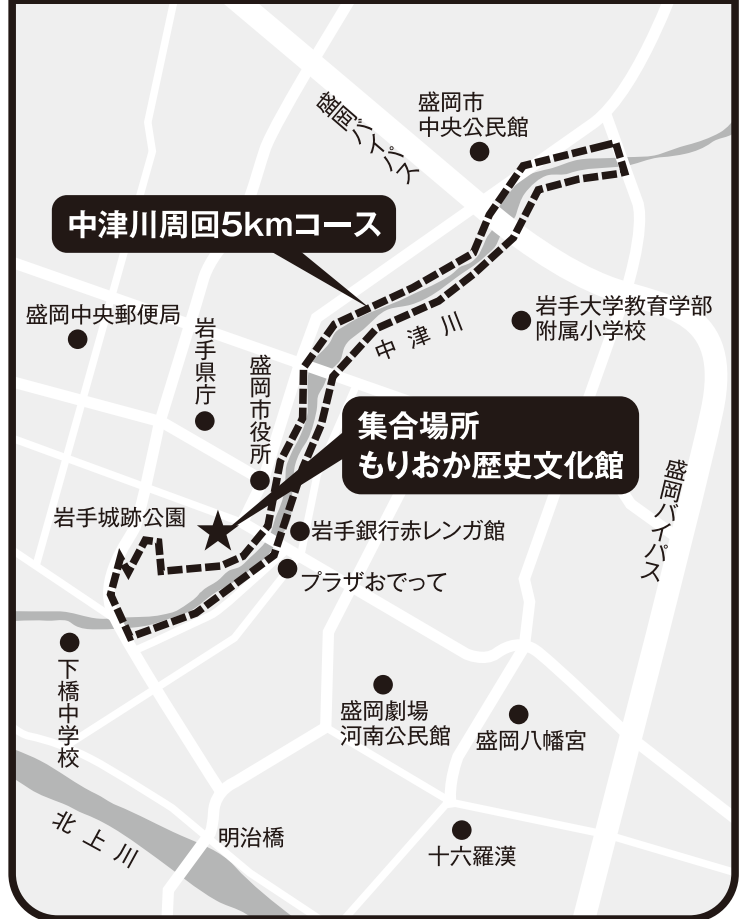 盛岡市
中央公民館
盛岡バイパス
中津川周回5kmコース
盛岡中央郵便局
岩手県庁
盛岡市役所
中津川
岩手大学教育学部
附属小学校
集合場所
もりおか歴史文化館
盛岡バイパス
岩手城跡公園
岩手銀行赤レンガ館
プラザおでって
下橋中学校
盛岡劇場
河南公民館
盛岡八幡宮
北上川
明治橋
十六羅漢